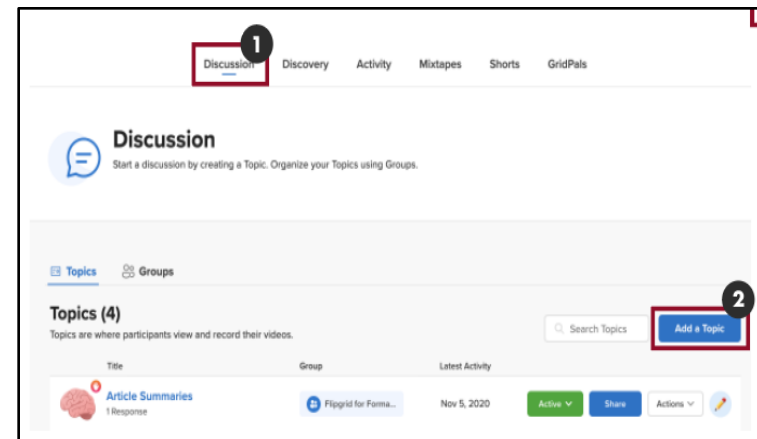 1
Discussion Discovery Activity Mixtapes Shorts GridPals
Discussion
Start a discussion by creating a Topic. Organize your Topics using Groups.
Topics Groups
2
Topics (4)
Topics are where participants view and record their videos.
Search Topics Add a Topic
Title Group Latest Activity
Article Summaries
1 Response
Flipgrid for Forma... Nov 5, 2020 Active Share Actions